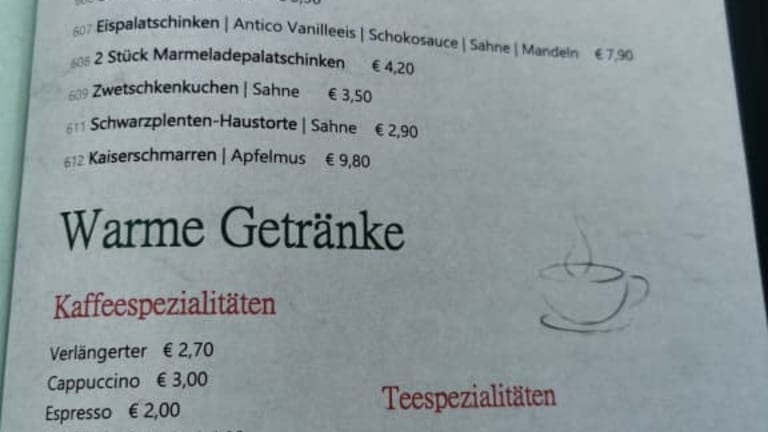 607 Eispalatschinken | Antico Vanilleeis | Schokosauce | Sahne | Mandeln € 7,90
608 2 Stück Marmeladepalatschinken € 4,20
609 Zwetschkenkuchen | Sahne € 3,50
611 Schwarzplenten-Haustorte | Sahne € 2,90
612 Kaiserschmarren | Apfelmus € 9,80
Warme Getränke
Kaffeespezialitäten
Verlängerter € 2,70
Cappuccino € 3,00
Espresso € 2,00
Teespezialitäten